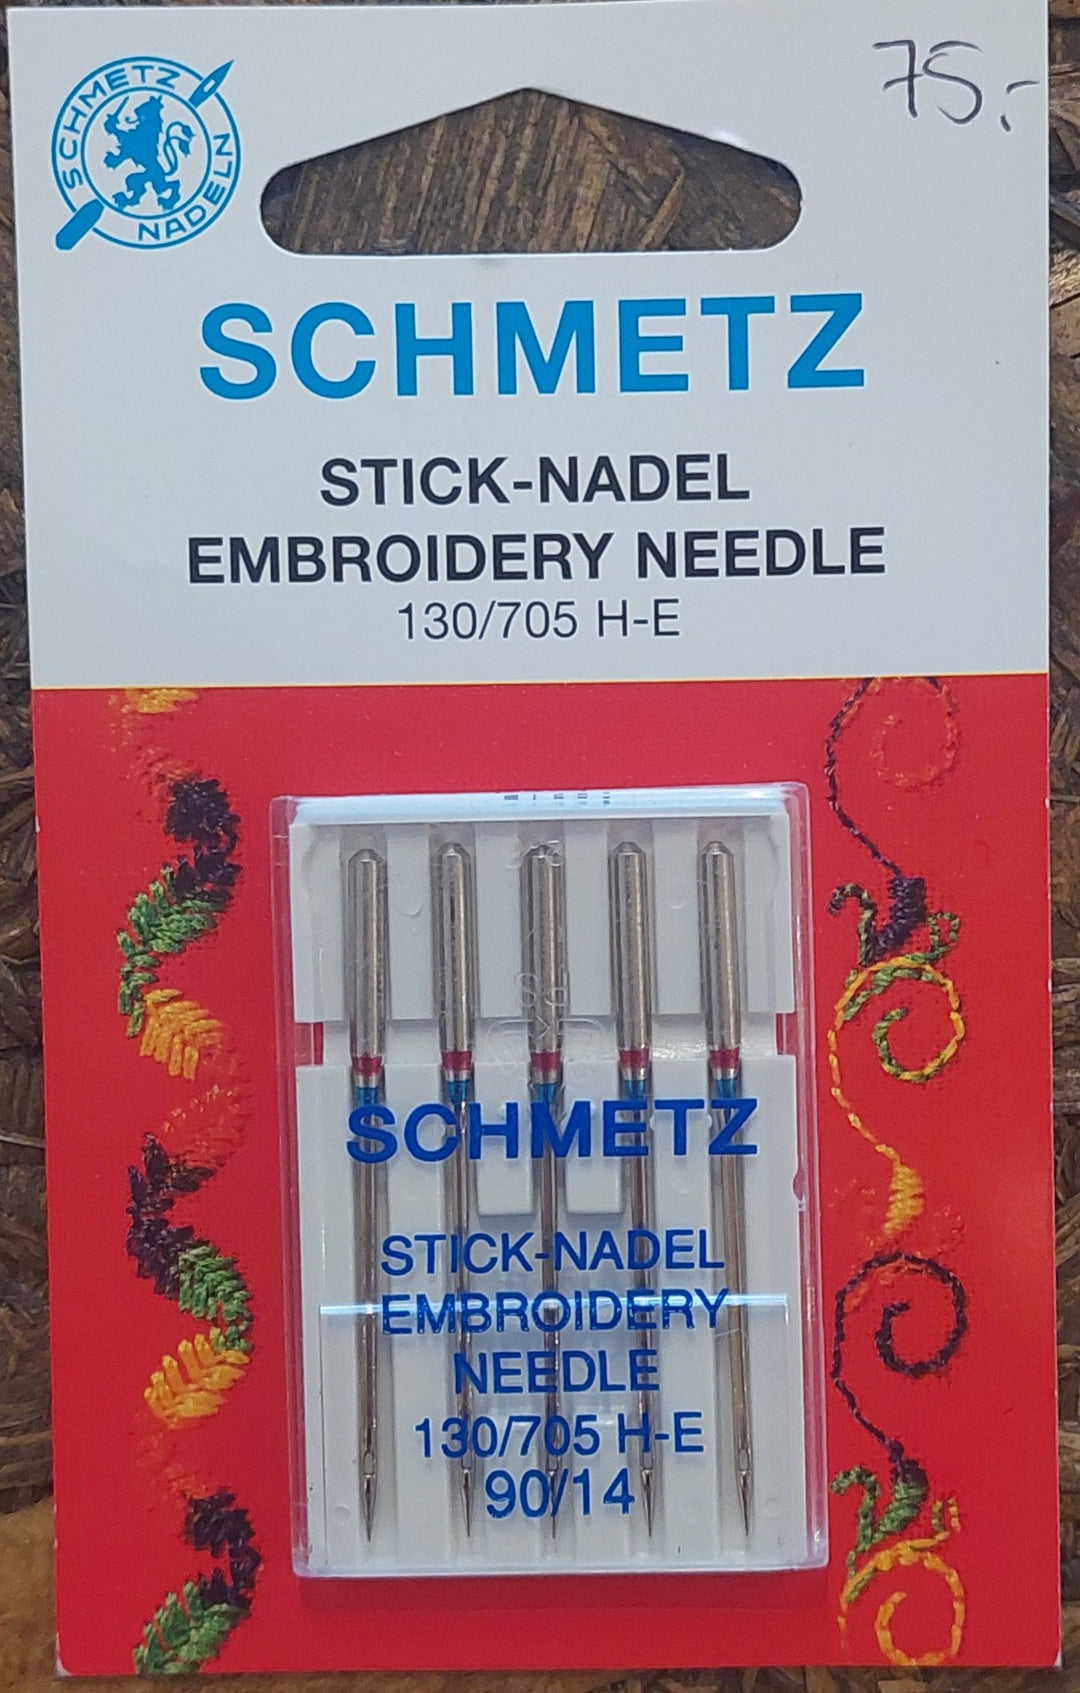 SCHMETZ
NADELN
75.-
SCHMETZ
STICK-NADEL
EMBROIDERY NEEDLE
130/705 H-E
SCHMETZ
STICK-NADEL
EMBROIDERY
NEEDLE
130/705 H-E
90/14